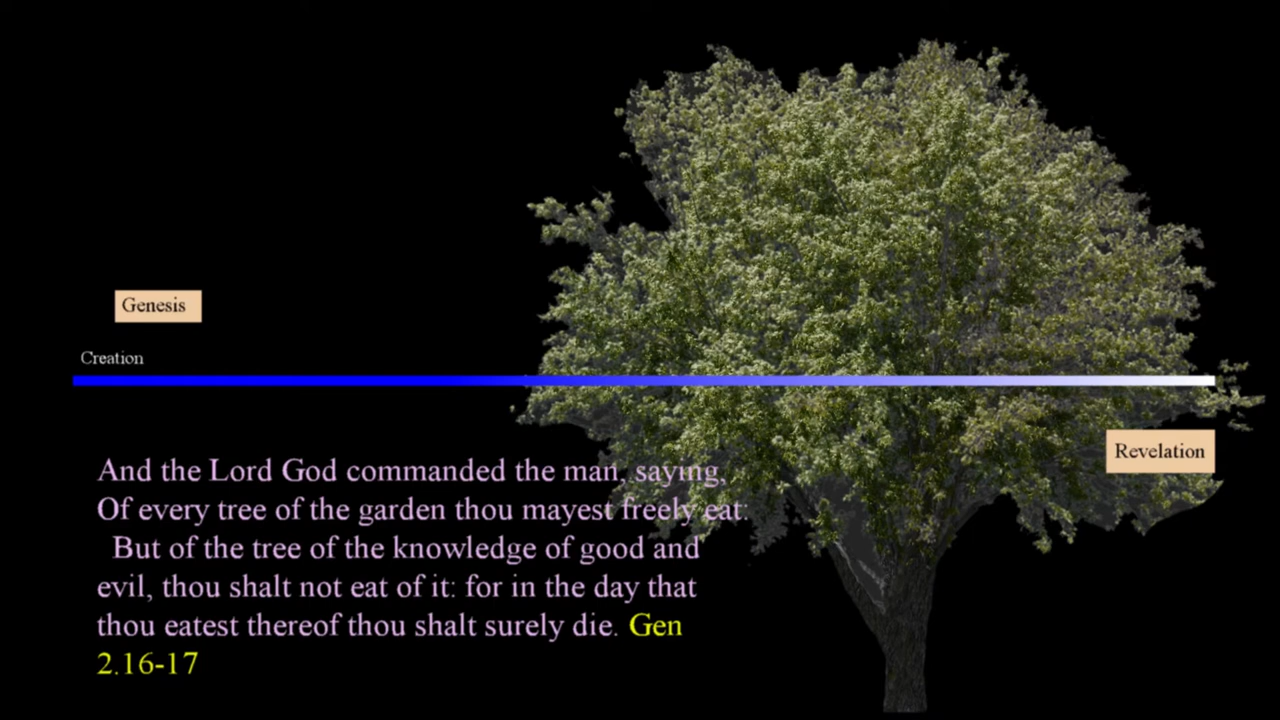 Genesis
Creation
Revelation
And the Lord God commanded the man, saying,
Of every tree of the garden thou mayest freely eat:
But of the tree of the knowledge of good and
evil, thou shalt not eat of it: for in the day that
thou eatest thereof thou shalt surely die. Gen
2.16-17